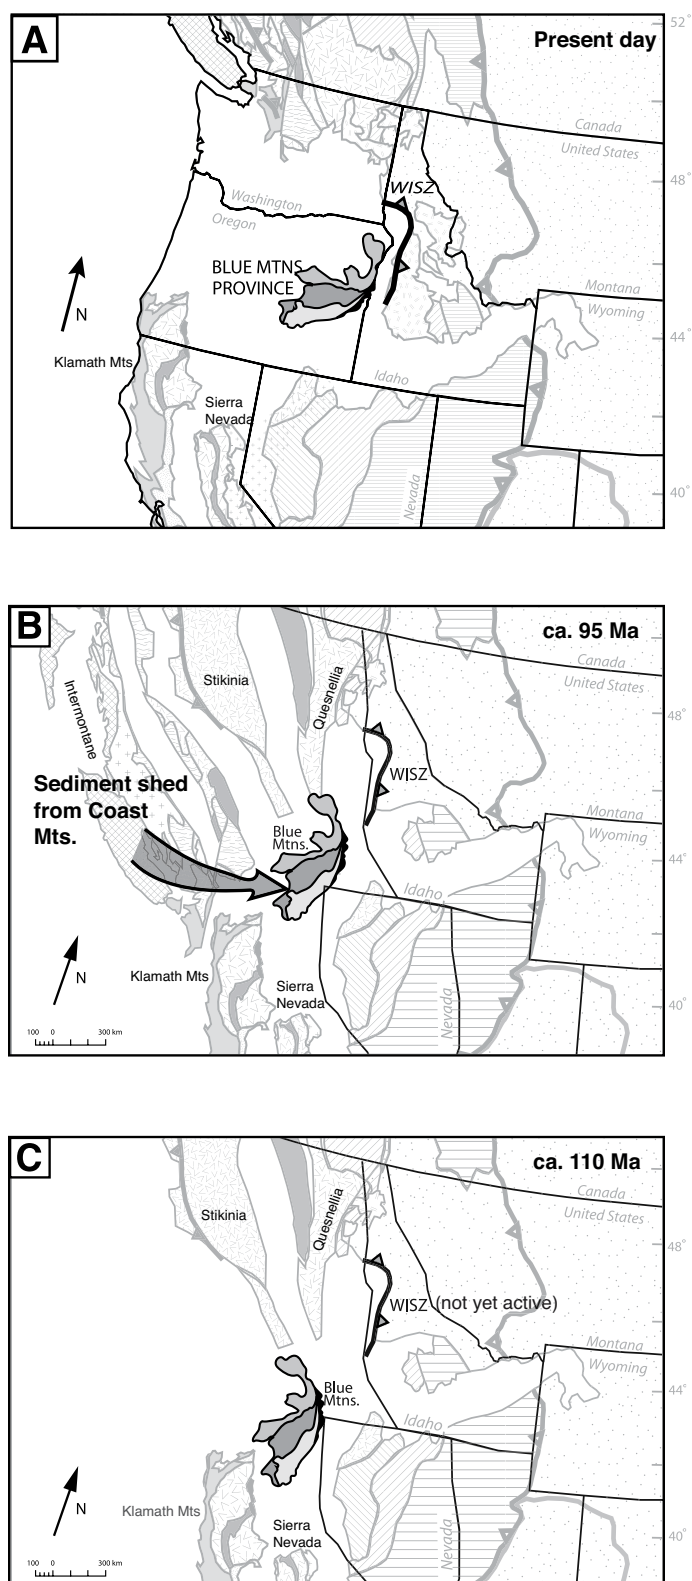 A
Present day
52°
Canada
United States
48°
WISZ
Washington
Oregon
BLUE MTNS
PROVINCE
Montana
Wyoming
N
44°
Klamath Mts
Idaho
Sierra
Nevada
Nevada
40°
B
ca. 95 Ma
Canada
United States
Stikinia
Quesnellia
Intermontane
48°
WISZ
Sediment shed
from Coast
Mts.
Blue
Mtns.
Montana
Wyoming
44°
Idaho
N
Klamath Mts
Sierra
Nevada
Nevada
40°
100 0 300 km
C
ca. 110 Ma
Canada
United States
Stikinia
Quesnellia
48°
WISZ (not yet active)
Montana
Wyoming
Blue
Mtns.
44°
Idaho
N
Klamath Mts
Sierra
Nevada
Nevada
40°
100 0 300 km